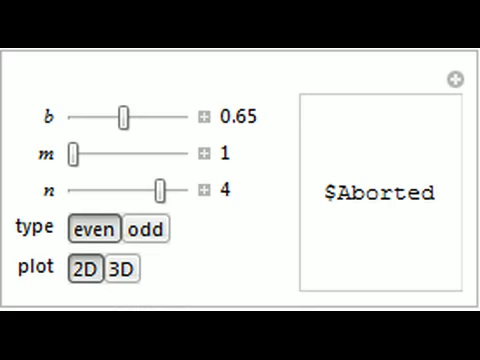 b 0.65
m 1
n 4
type even odd
plot 2D 3D
$Aborted